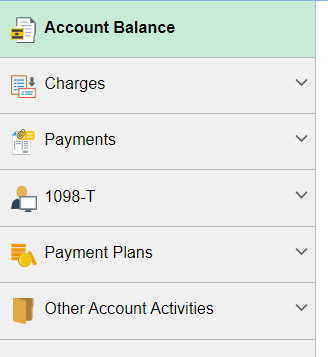 Account Balance
Charges
Payments
1098-T
Payment Plans
Other Account Activities